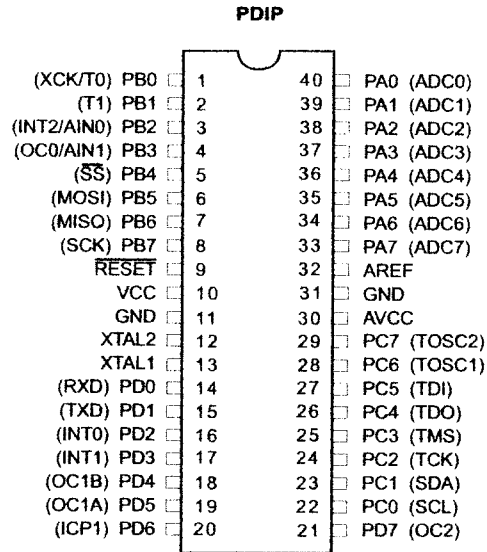 PDIP
(XCK/T0) PB0 1 40 PA0 (ADC0)
(T1) PB1 2 39 PA1 (ADC1)
(INT2/AIN0) PB2 3 38 PA2 (ADC2)
(OC0/AIN1) PB3 4 37 PA3 (ADC3)
(S̅S̅) PB4 5 36 PA4 (ADC4)
(MOSI) PB5 6 35 PA5 (ADC5)
(MISO) PB6 7 34 PA6 (ADC6)
(SCK) PB7 8 33 PA7 (ADC7)
R̅E̅S̅E̅T̅ 9 32 AREF
VCC 10 31 GND
GND 11 30 AVCC
XTAL2 12 29 PC7 (TOSC2)
XTAL1 13 28 PC6 (TOSC1)
(RXD) PD0 14 27 PC5 (TDI)
(TXD) PD1 15 26 PC4 (TDO)
(INT0) PD2 16 25 PC3 (TMS)
(INT1) PD3 17 24 PC2 (TCK)
(OC1B) PD4 18 23 PC1 (SDA)
(OC1A) PD5 19 22 PC0 (SCL)
(ICP1) PD6 20 21 PD7 (OC2)